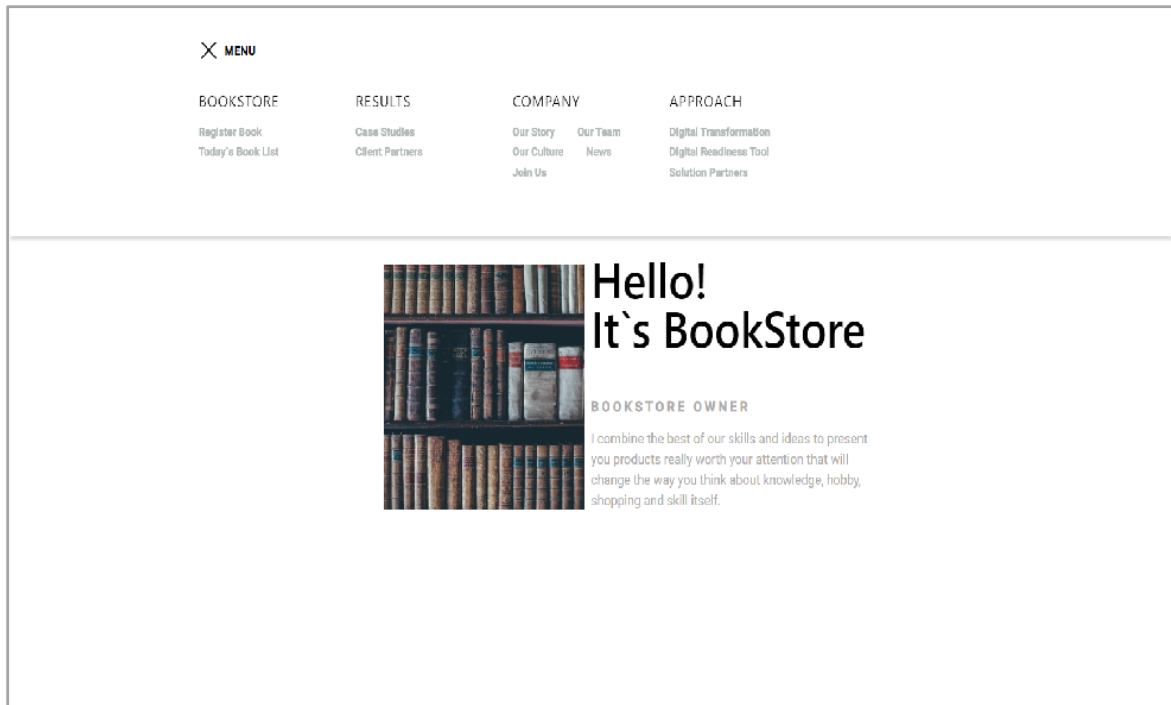 MENU
BOOKSTORE
Register Book
Today's Book List
RESULTS
Case Studies
Client Partners
COMPANY
Our Story Our Team
Our Culture News
Join Us
APPROACH
Digital Transformation
Digital Readiness Tool
Solution Partners
Hello!
It`s BookStore
BOOKSTORE OWNER
I combine the best of our skills and ideas to present
you products really worth your attention that will
change the way you think about knowledge, hobby,
shopping and skill itself.